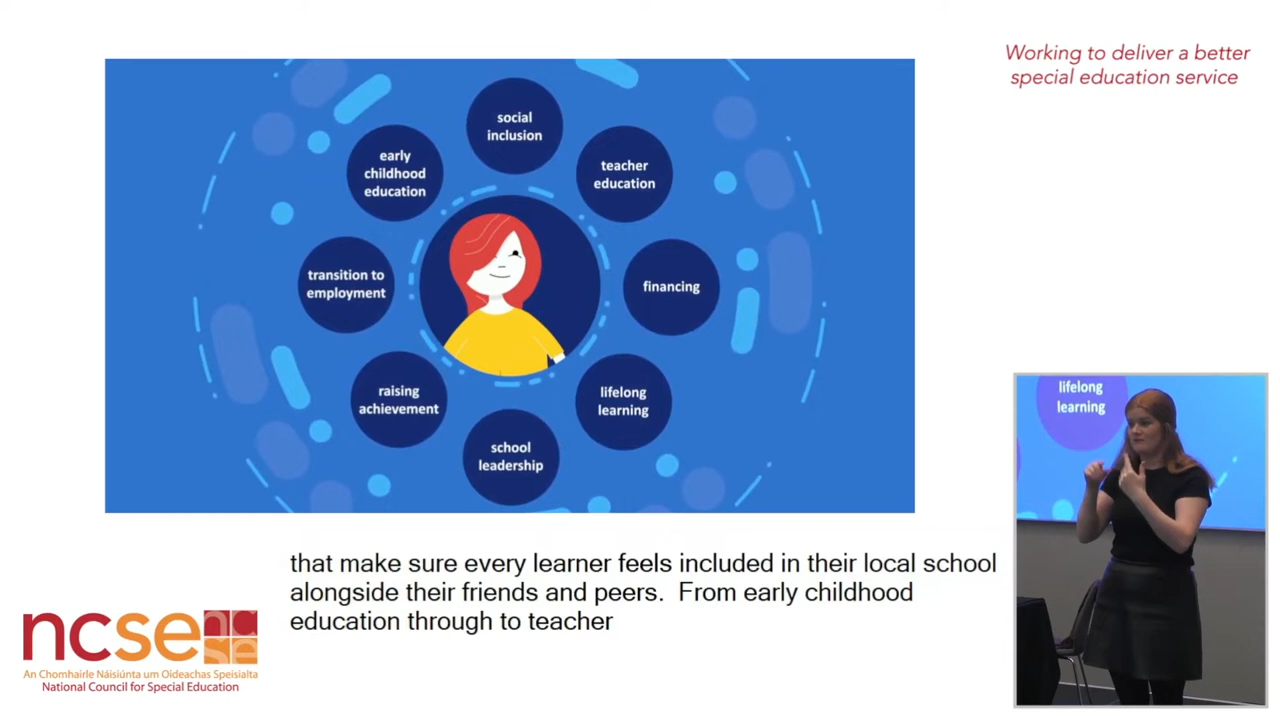 Working to deliver a better
special education service
social
inclusion
teacher
education
financing
lifelong
learning
school
leadership
raising
achievement
transition to
employment
early
childhood
education
lifelong
learning
that make sure every learner feels included in their local school
alongside their friends and peers.  From early childhood
education through to teacher
ncse
nc
se
An Chomhairle Náisiúnta um Oideachas Speisialta
National Council for Special Education